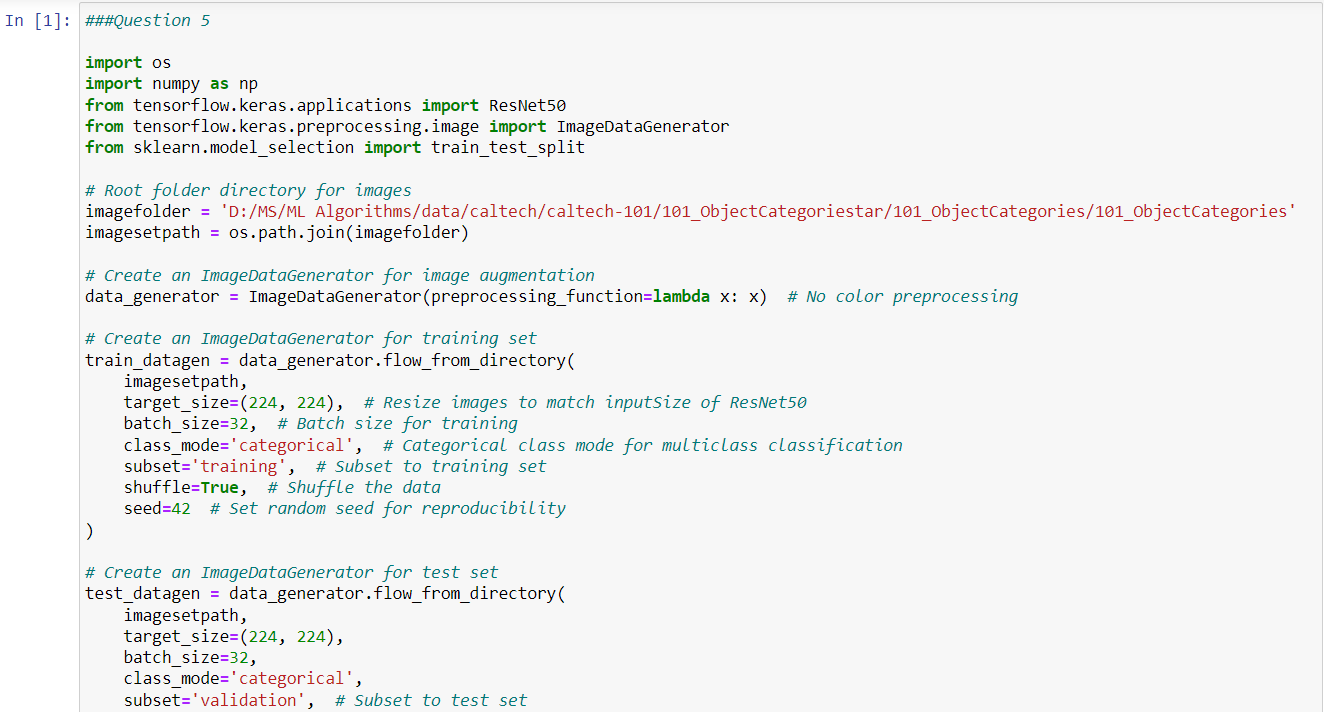 In [1]: ###Question 5
import os
import numpy as np
from tensorflow.keras.applications import ResNet50
from tensorflow.keras.preprocessing.image import ImageDataGenerator
from sklearn.model_selection import train_test_split
# Root folder directory for images
imagefolder = 'D:/MS/ML Algorithms/data/caltech/caltech-101/101_ObjectCategoriestar/101_ObjectCategories/101_ObjectCategories'
imagesetpath = os.path.join(imagefolder)
# Create an ImageDataGenerator for image augmentation
data_generator = ImageDataGenerator(preprocessing_function=lambda x: x)  # No color preprocessing
# Create an ImageDataGenerator for training set
train_datagen = data_generator.flow_from_directory(
    imagesetpath,
    target_size=(224, 224),  # Resize images to match inputSize of ResNet50
    batch_size=32,  # Batch size for training
    class_mode='categorical',  # Categorical class mode for multiclass classification
    subset='training',  # Subset to training set
    shuffle=True,  # Shuffle the data
    seed=42  # Set random seed for reproducibility
)
# Create an ImageDataGenerator for test set
test_datagen = data_generator.flow_from_directory(
    imagesetpath,
    target_size=(224, 224),
    batch_size=32,
    class_mode='categorical',
    subset='validation',  # Subset to test set